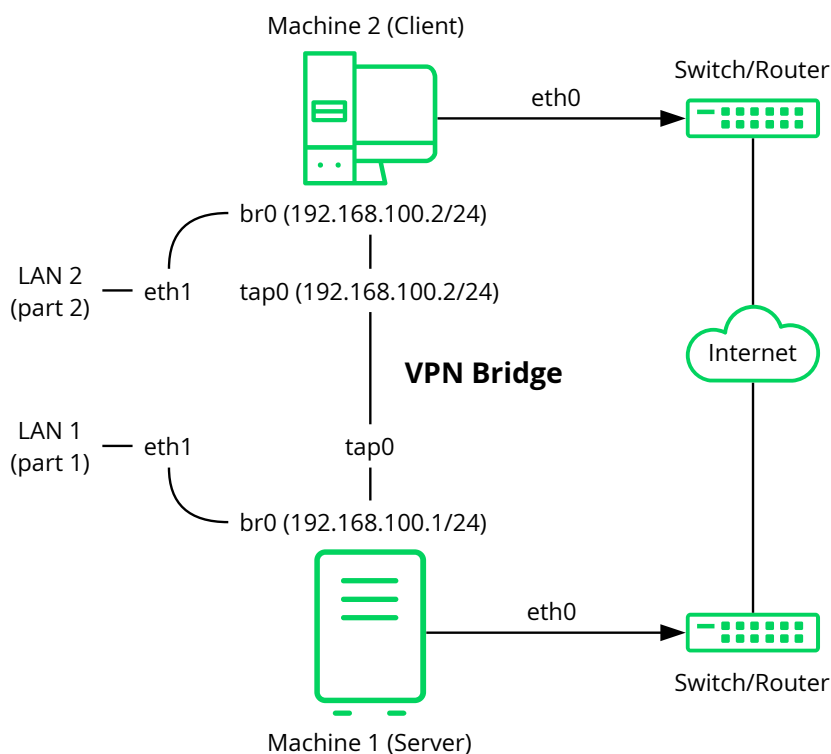 Machine 2 (Client)
Switch/Router
eth0
br0 (192.168.100.2/24)
LAN 2
(part 2)
eth1
tap0 (192.168.100.2/24)
Internet
VPN Bridge
LAN 1
(part 1)
eth1
tap0
br0 (192.168.100.1/24)
eth0
Switch/Router
Machine 1 (Server)